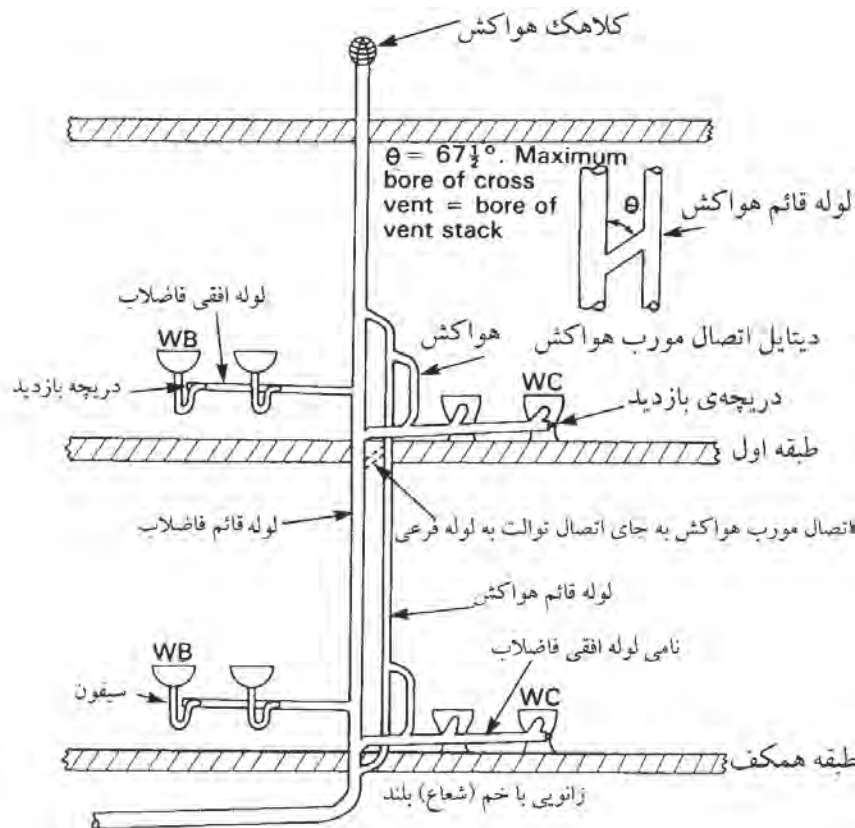 کلاهک هواکش
θ = 67½°. Maximum
bore of cross
vent = bore of
vent stack
θ
لوله قائم هواکش
لوله افقی فاضلاب
WB
هواکش
دیتایل اتصال مورب هواکش
دریچه بازدید
WC
دریچه‌ی بازدید
طبقه اول
لوله قائم فاضلاب
اتصال مورب هواکش به جای اتصال توالت به لوله فرعی
لوله قائم هواکش
WB
نامی لوله افقی فاضلاب
سیفون
WC
طبقه همکف
زانویی با خم (شعاع) بلند